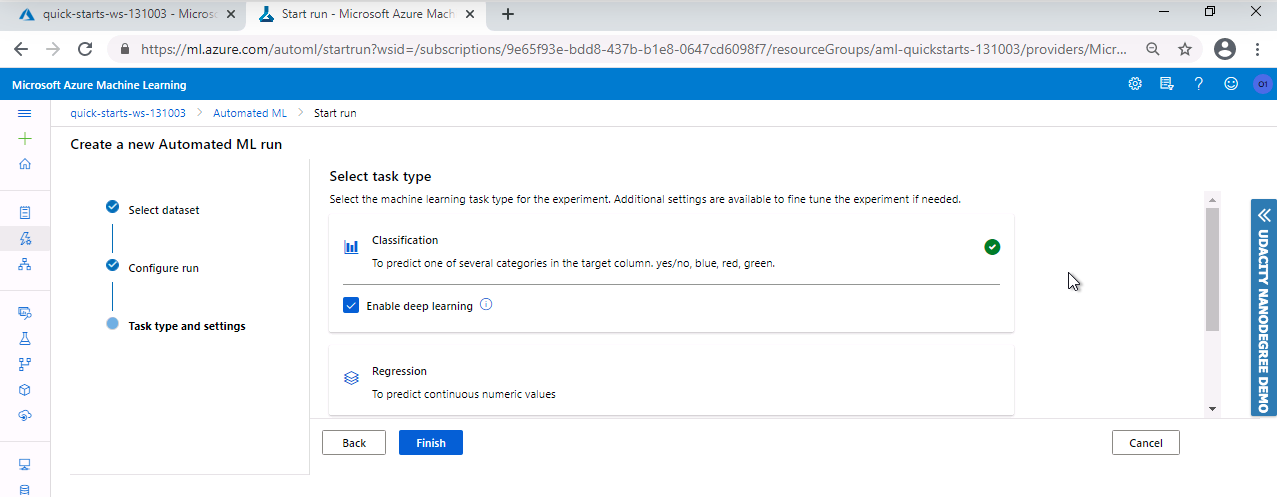 quick-starts-ws-131003 - Micros
Start run - Microsoft Azure Mach
https://ml.azure.com/automl/startrun?wsid=/subscriptions/9e65f93e-bdd8-437b-b1e8-0647cd6098f7/resourceGroups/aml-quickstarts-131003/providers/Micr...
Microsoft Azure Machine Learning
O1
quick-starts-ws-131003 > Automated ML > Start run
Create a new Automated ML run
Select dataset
Configure run
Task type and settings
Select task type
Select the machine learning task type for the experiment. Additional settings are available to fine tune the experiment if needed.
Classification
To predict one of several categories in the target column. yes/no, blue, red, green.
Enable deep learning
Regression
To predict continuous numeric values
Back
Finish
Cancel
UDACITY NANODEGREE DEMO